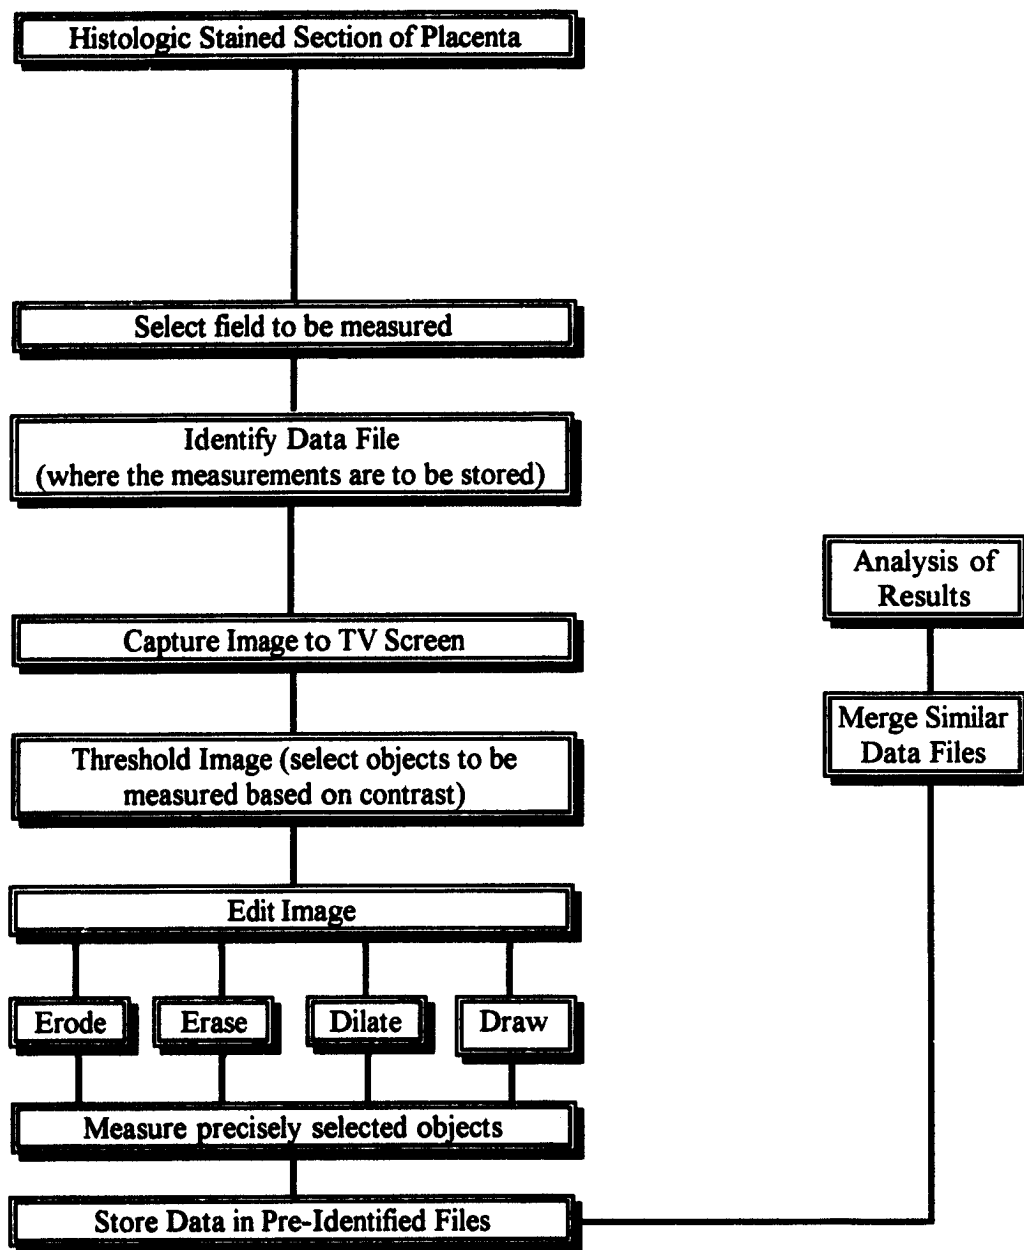 Histologic Stained Section of Placenta
Select field to be measured
Identify Data File
(where the measurements are to be stored)
Capture Image to TV Screen
Threshold Image (select objects to be
measured based on contrast)
Edit Image
Erode
Erase
Dilate
Draw
Measure precisely selected objects
Store Data in Pre-Identified Files
Merge Similar
Data Files
Analysis of
Results